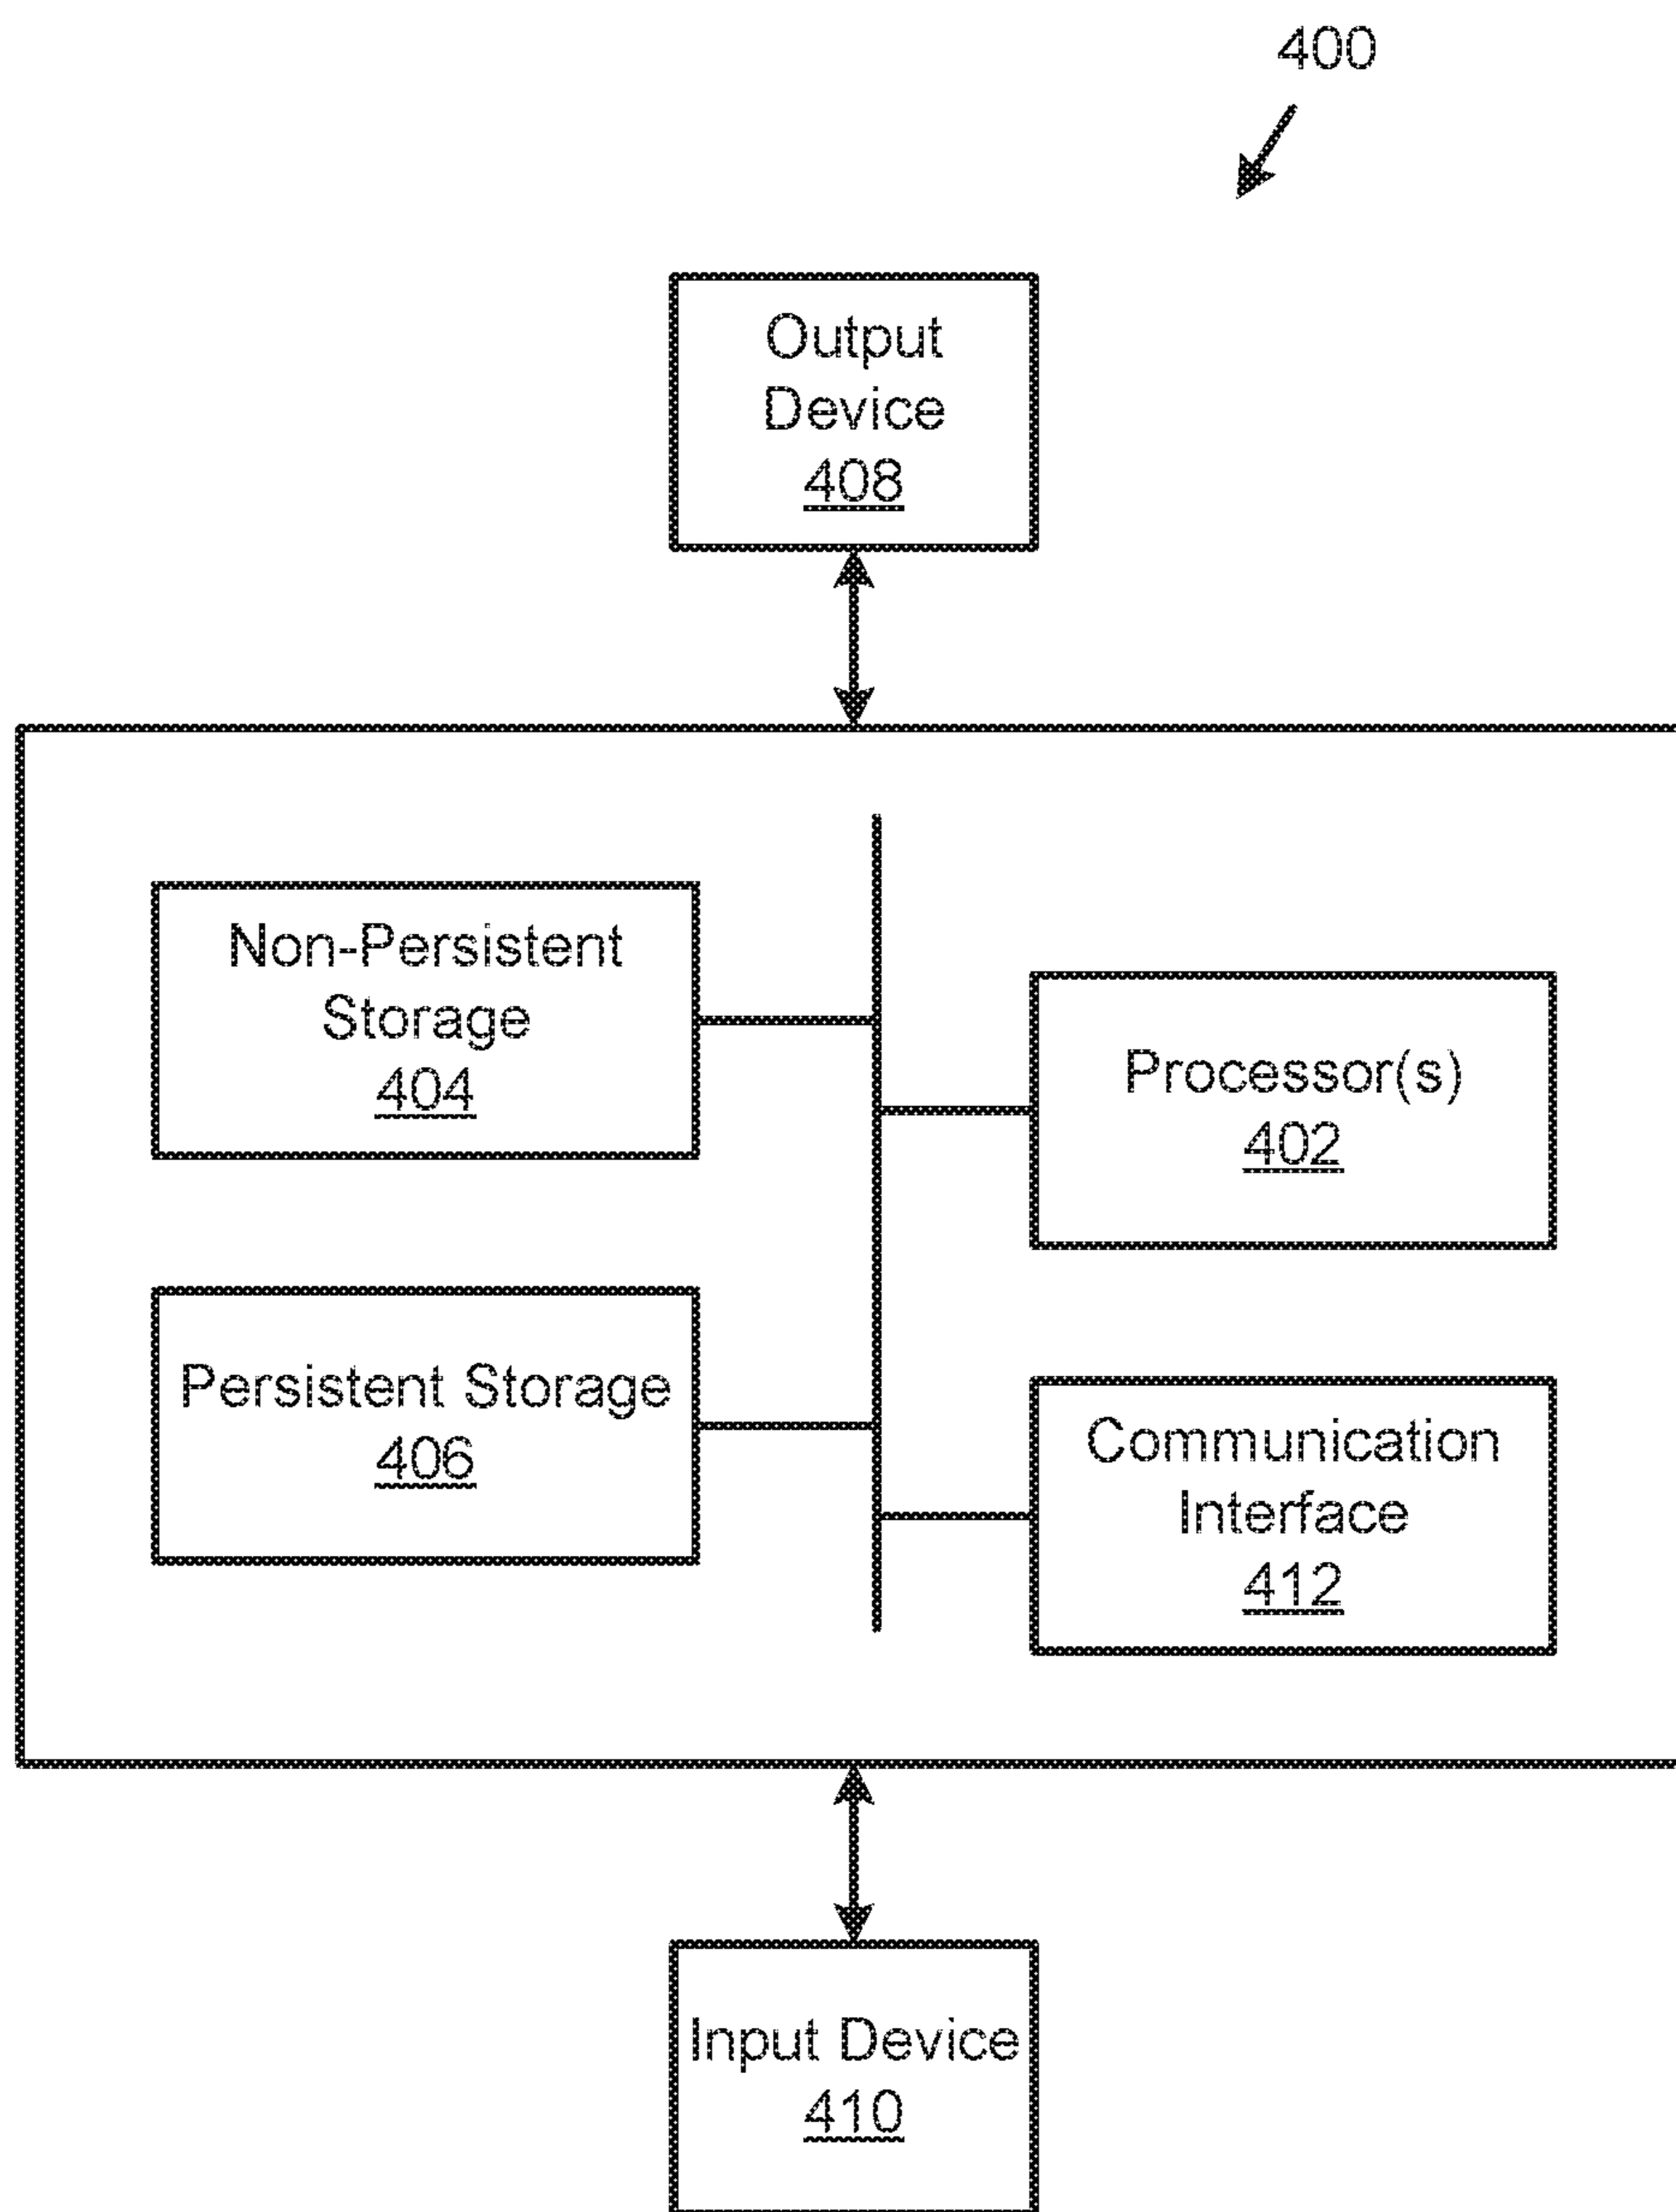 400
Output
Device
408
Non-Persistent
Storage
404
Processor(s)
402
Persistent Storage
406
Communication
Interface
412
Input Device
410